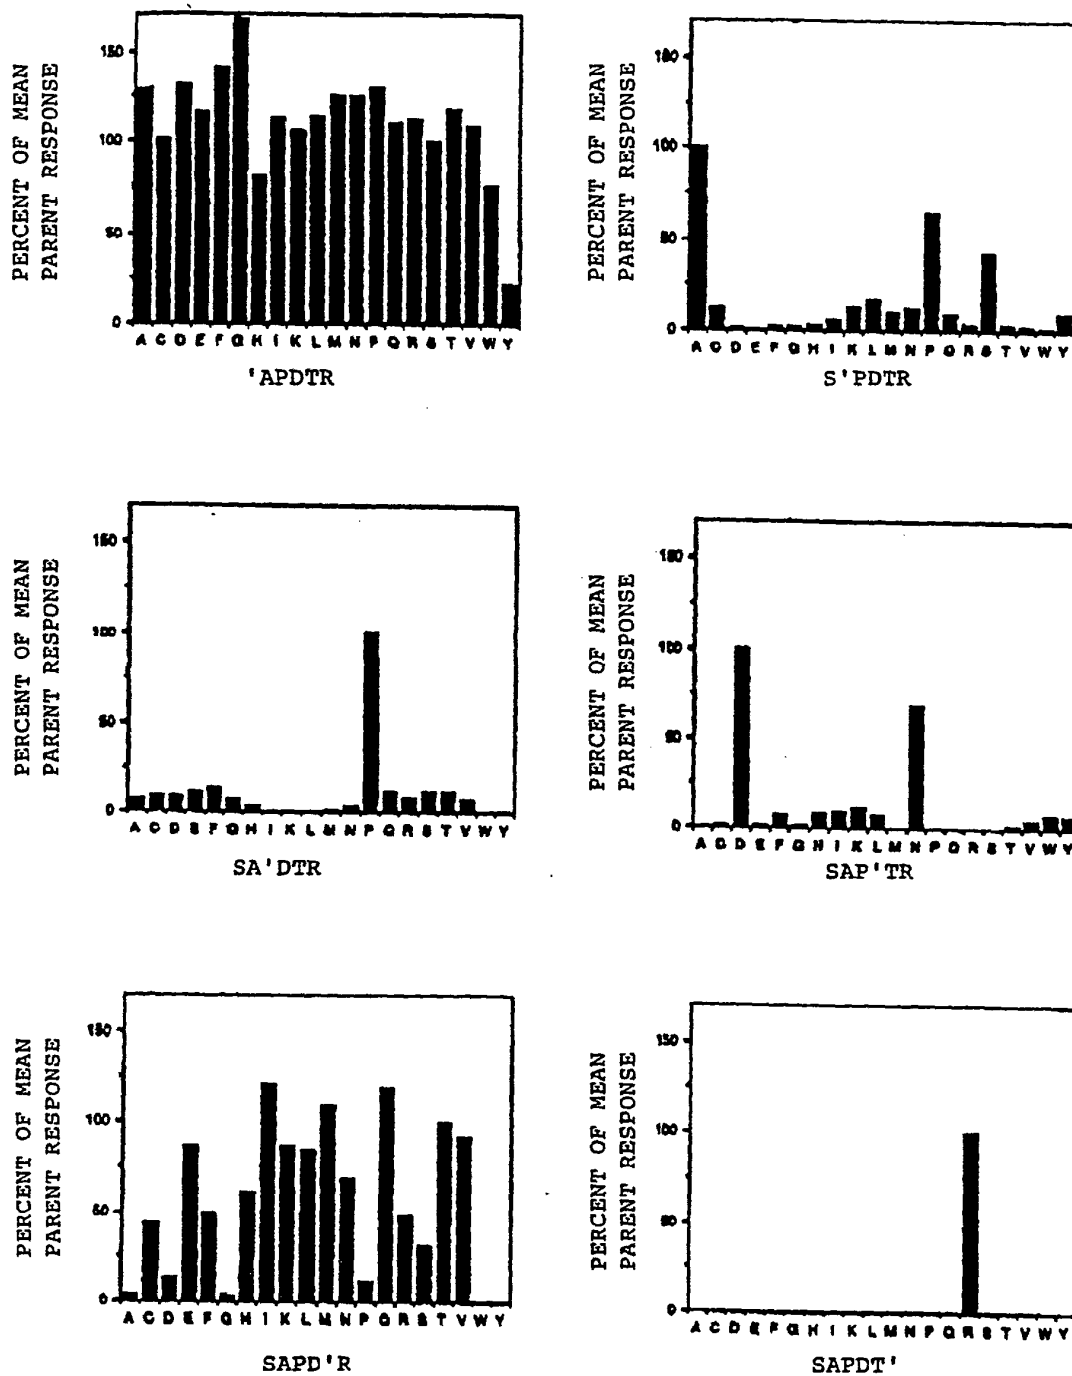 PERCENT OF MEAN
PARENT RESPONSE
150
100
50
0
A C D E F G H I K L M N P Q R S T V W Y
'APDTR
PERCENT OF MEAN
PARENT RESPONSE
150
100
50
0
A C D E F G H I K L M N P Q R S T V W Y
S'PDTR
PERCENT OF MEAN
PARENT RESPONSE
150
100
50
0
A C D E F G H I K L M N P Q R S T V W Y
SA'DTR
PERCENT OF MEAN
PARENT RESPONSE
150
100
50
0
A C D E F G H I K L M N P Q R S T V W Y
SAP'TR
PERCENT OF MEAN
PARENT RESPONSE
150
100
50
0
A C D E F G H I K L M N P Q R S T V W Y
SAPD'R
PERCENT OF MEAN
PARENT RESPONSE
150
100
50
0
A C D E F G H I K L M N P Q R S T V W Y
SAPDT'